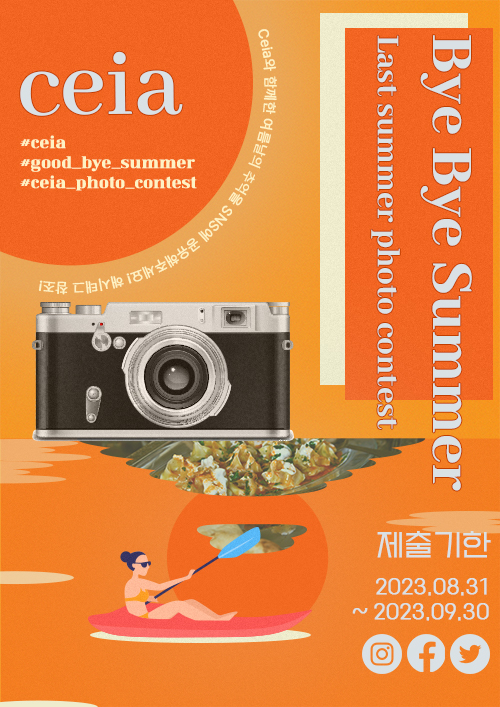 ceia
#ceia
#good_bye_summer
#ceia_photo_contest
Ceia와 함께한 여름날의 추억을 SNS에 공유해주세요! 해시태그 참조!
Bye Bye Summer
Last summer photo contest
제출기한
2023.08.31
~ 2023.09.30